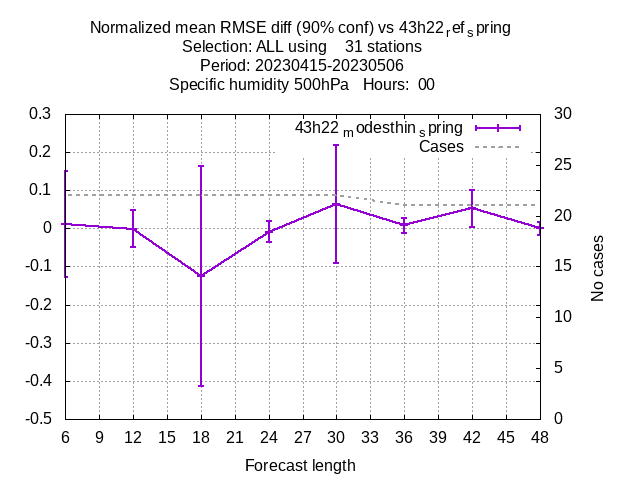 Normalized mean RMSE diff (90% conf) vs 43h22refspring
Selection: ALL using 31 stations
Period: 20230415-20230506
Specific humidity 500hPa Hours: 00
43h22modesthinspring
Cases
0.3
0.2
0.1
0
-0.1
-0.2
-0.3
-0.4
-0.5
30
25
20
15
10
5
0
No cases
6 9 12 15 18 21 24 27 30 33 36 39 42 45 48
Forecast length